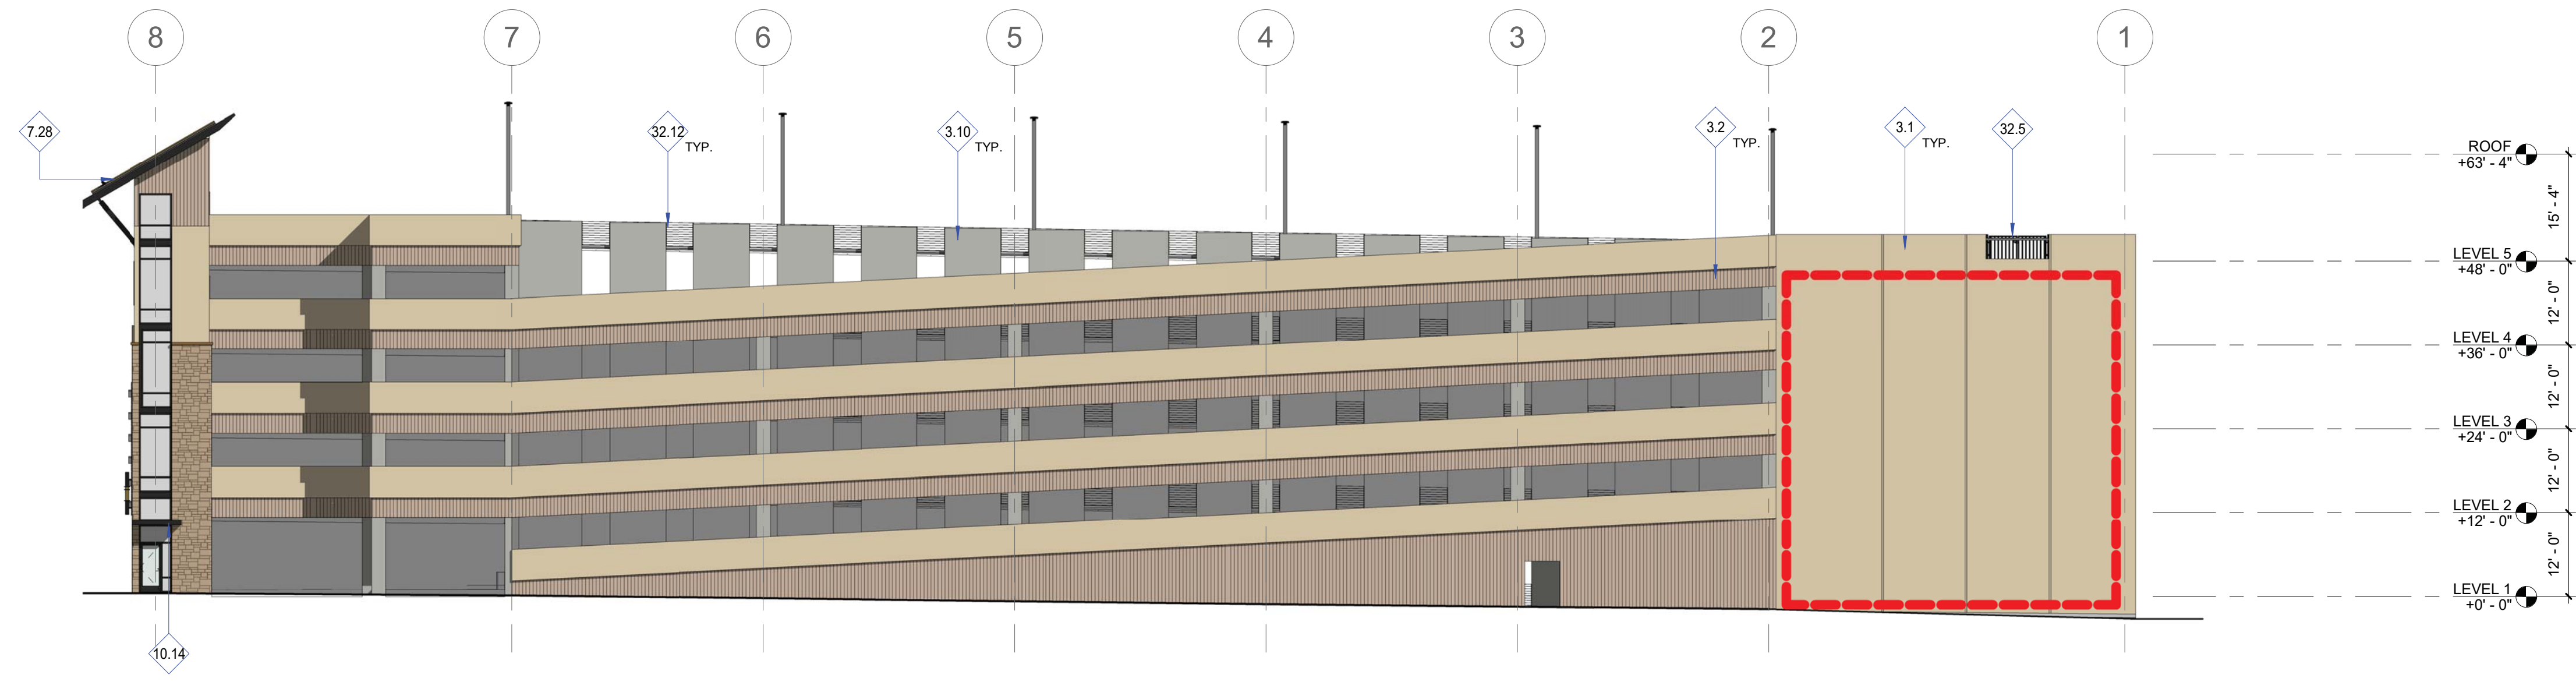 8
7
6
5
4
3
2
1
7.28
32.12
TYP.
3.10
TYP.
3.2
TYP.
3.1
TYP.
32.5
ROOF
+63' - 4"
15' - 4"
LEVEL 5
+48' - 0"
12' - 0"
LEVEL 4
+36' - 0"
12' - 0"
LEVEL 3
+24' - 0"
12' - 0"
LEVEL 2
+12' - 0"
12' - 0"
LEVEL 1
+0' - 0"
10.14